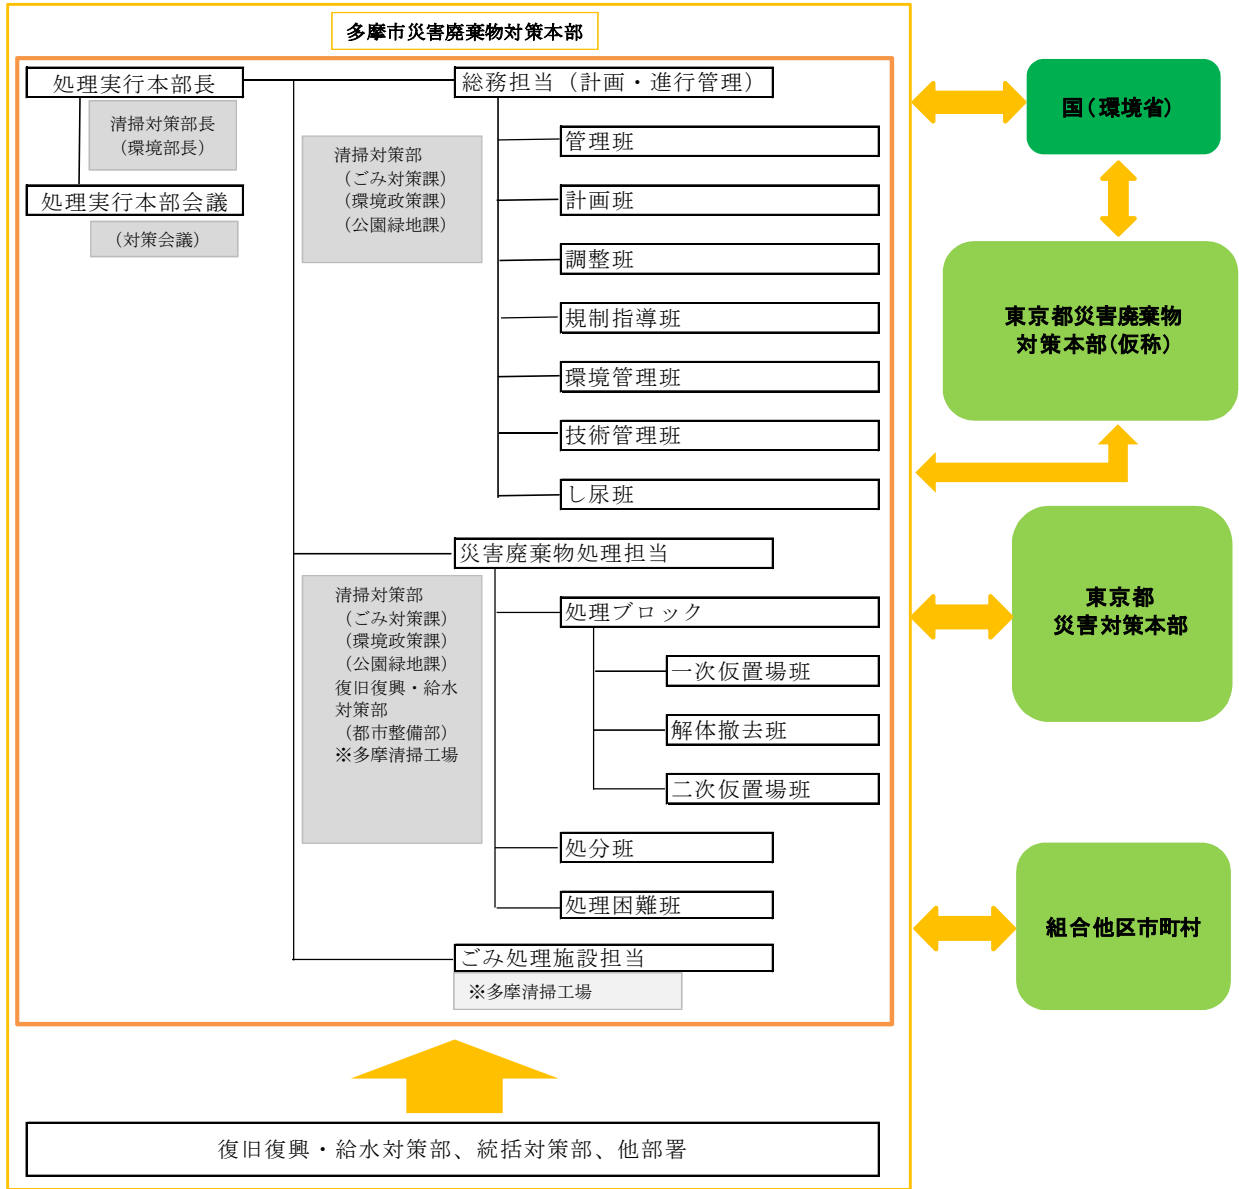 多摩市災害廃棄物対策本部
処理実行本部長
清掃対策部長
（環境部長）
処理実行本部会議
（対策会議）
総務担当（計画・進行管理）
清掃対策部
（ごみ対策課）
（環境政策課）
（公園緑地課）
管理班
計画班
調整班
規制指導班
環境管理班
技術管理班
し尿班
災害廃棄物処理担当
清掃対策部
（ごみ対策課）
（環境政策課）
（公園緑地課）
復旧復興・給水
対策部
（都市整備部）
※多摩清掃工場
処理ブロック
一次仮置場班
解体撤去班
二次仮置場班
処分班
処理困難班
ごみ処理施設担当
※多摩清掃工場
復旧復興・給水対策部、統括対策部、他部署
国（環境省）
東京都災害廃棄物
対策本部（仮称）
東京都
災害対策本部
組合他区市町村